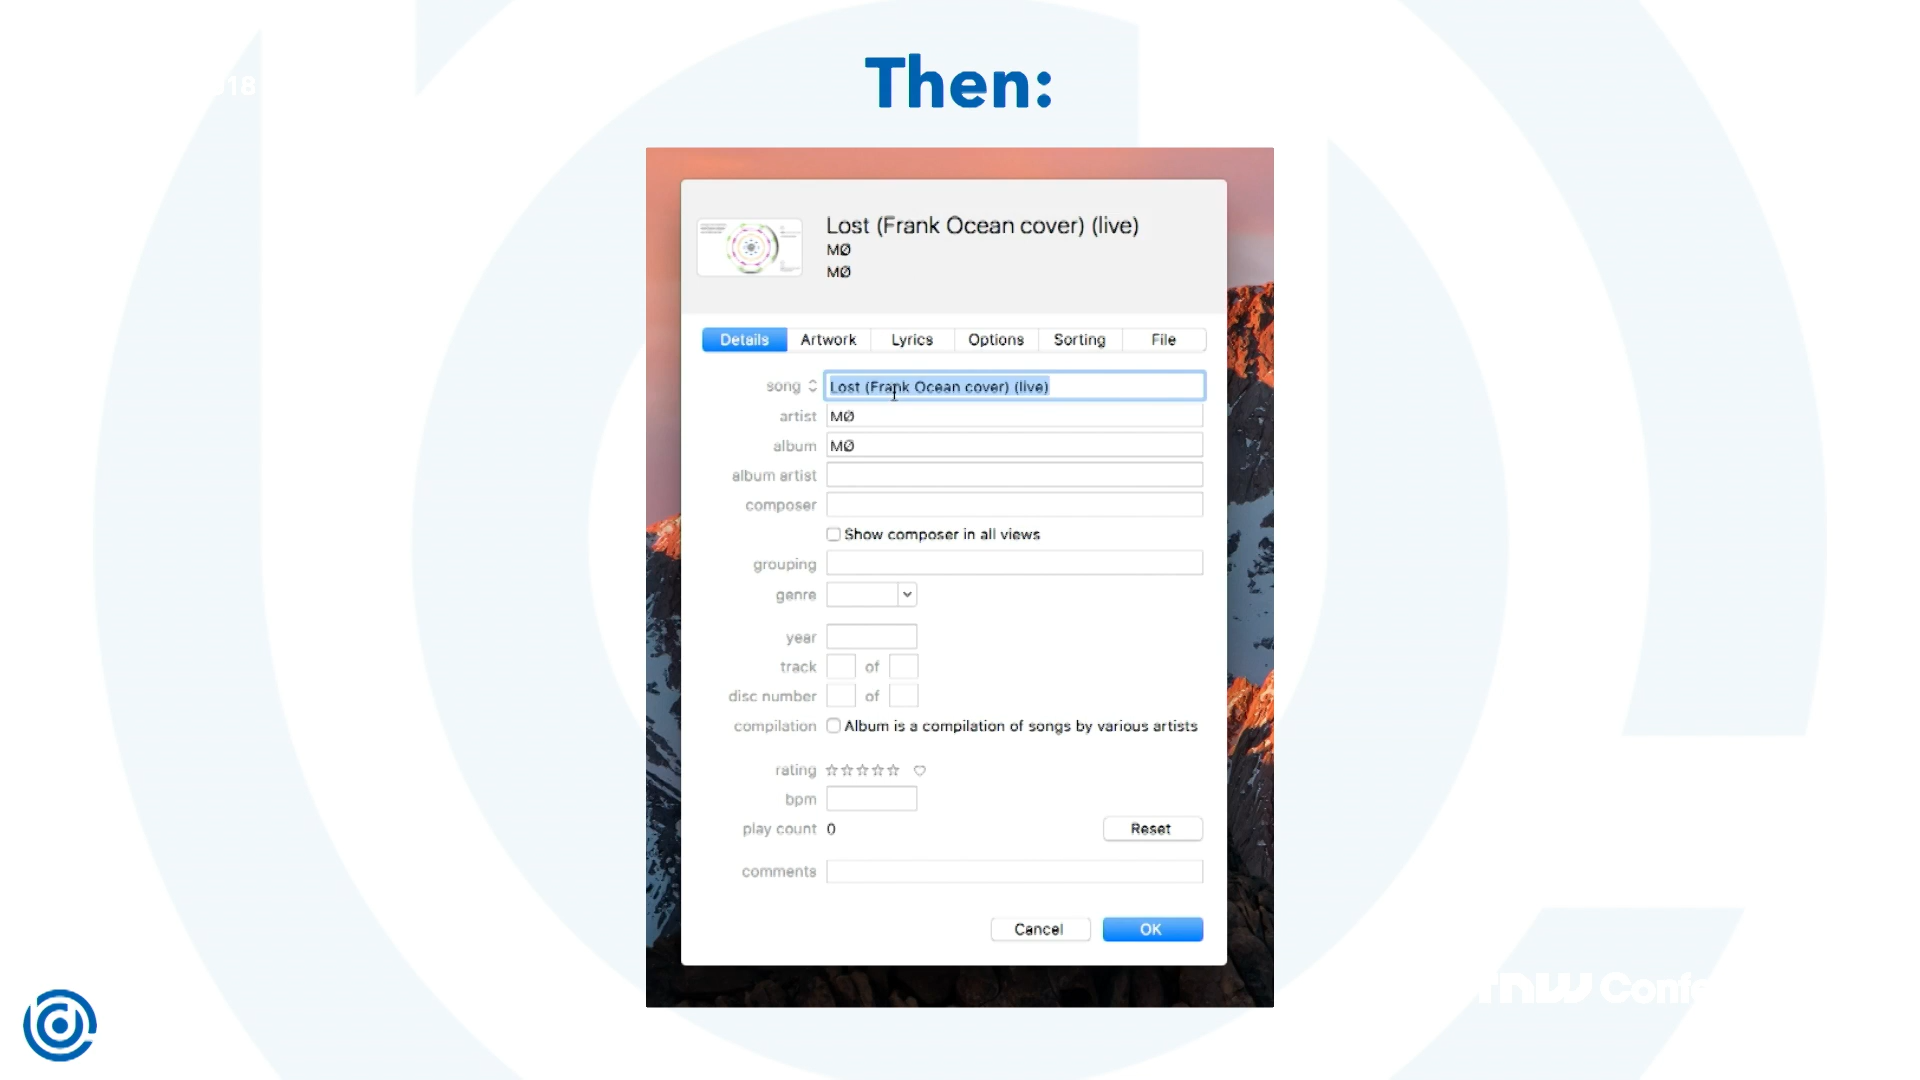 Then:
18
Lost (Frank Ocean cover) (live)
MØ
MØ
Details Artwork Lyrics Options Sorting File
song Lost (Frank Ocean cover) (live)
artist MØ
album MØ
album artist
composer
Show composer in all views
grouping
genre
year
track of
disc number of
compilation Album is a compilation of songs by various artists
rating
bpm
play count 0 Reset
comments
Cancel OK
TNW Confe
d